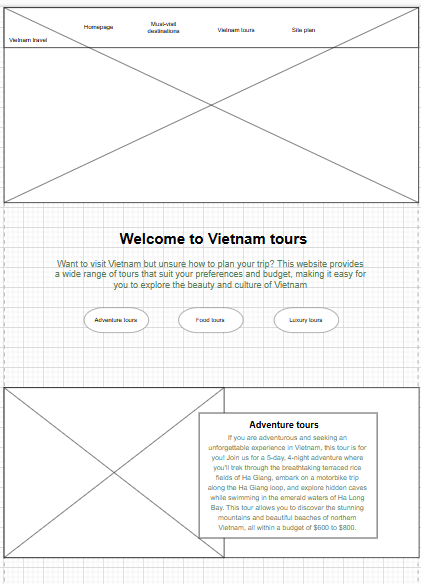 Homepage
Must-visit
destinations
Vietnam tours
Site plan
Vietnam travel
Welcome to Vietnam tours
Want to visit Vietnam but unsure how to plan your trip? This website provides
a wide range of tours that suit your preferences and budget, making it easy for
you to explore the beauty and culture of Vietnam
Adventure tours
Food tours
Luxury tours
Adventure tours
If you are adventurous and seeking an
unforgettable experience in Vietnam, this tour is for
you! Join us for a 5-day, 4-night adventure where
you'll trek through the breathtaking terraced rice
fields of Ha Giang, embark on a motorbike trip
along the Ha Giang loop, and explore hidden caves
while swimming in the emerald waters of Ha Long
Bay. This tour allows you to discover the stunning
mountains and beautiful beaches of northern
Vietnam, all within a budget of $600 to $800.